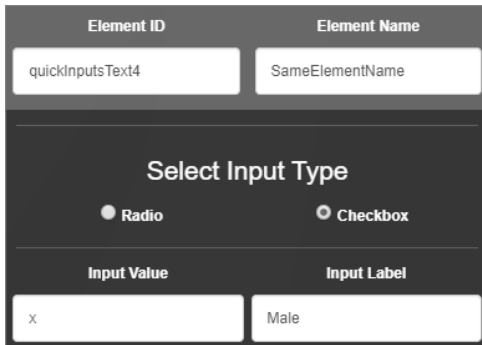 Element ID Element Name
quickInputsText4 SameElementName
Select Input Type
Radio Checkbox
Input Value Input Label
x Male